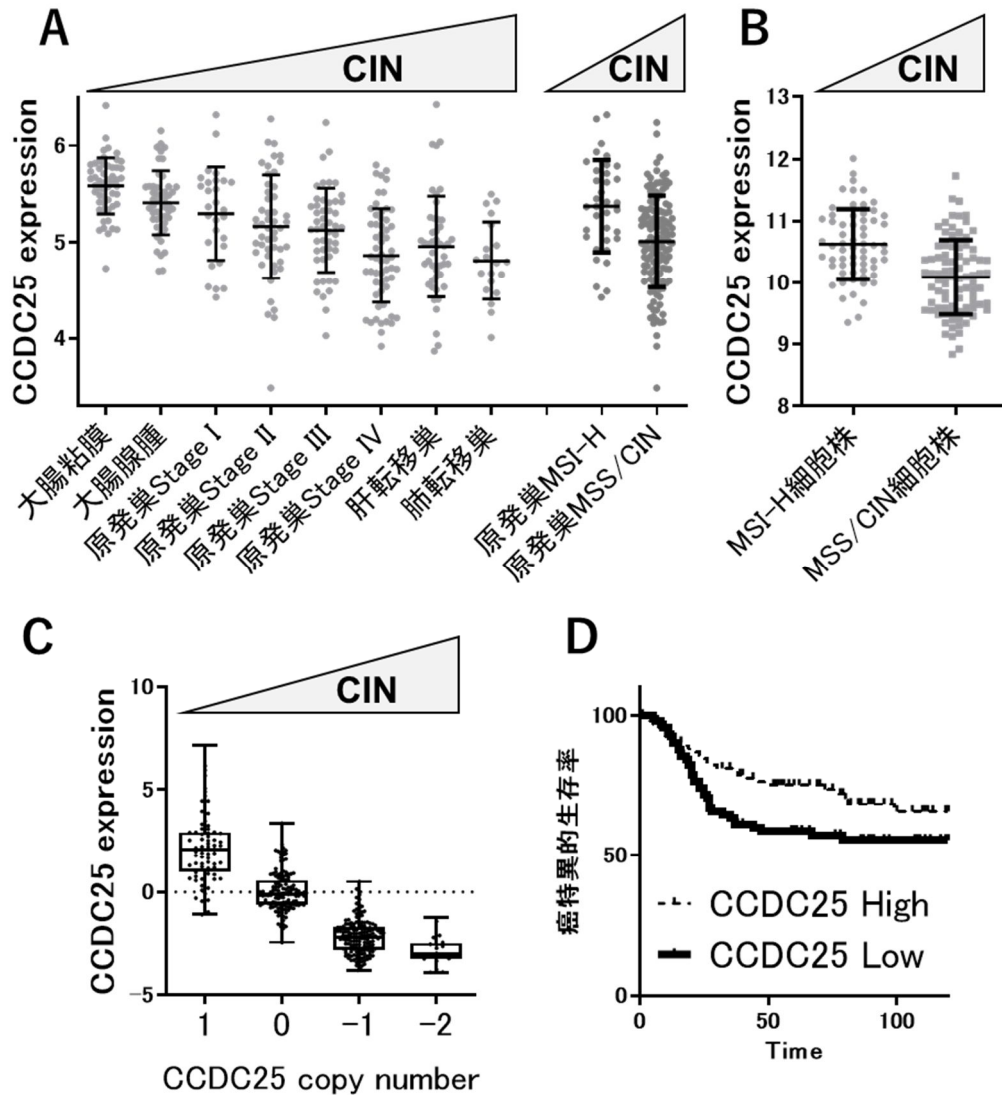 A
CIN
CIN
CCDC25 expression
6
5
4
大腸粘膜
大腸腺腫
原発巣Stage I
原発巣Stage II
原発巣Stage III
原発巣Stage IV
肝転移巣
肺転移巣
原発巣MSI-H
原発巣MSS/CIN
B
CIN
CCDC25 expression
13
12
11
10
9
8
MSI-H細胞株
MSS/CIN細胞株
C
CIN
CCDC25 expression
10
5
0
-5
1 0 -1 -2
CCDC25 copy number
D
癌特異的生存率
100
50
0
CCDC25 High
CCDC25 Low
0 50 100
Time